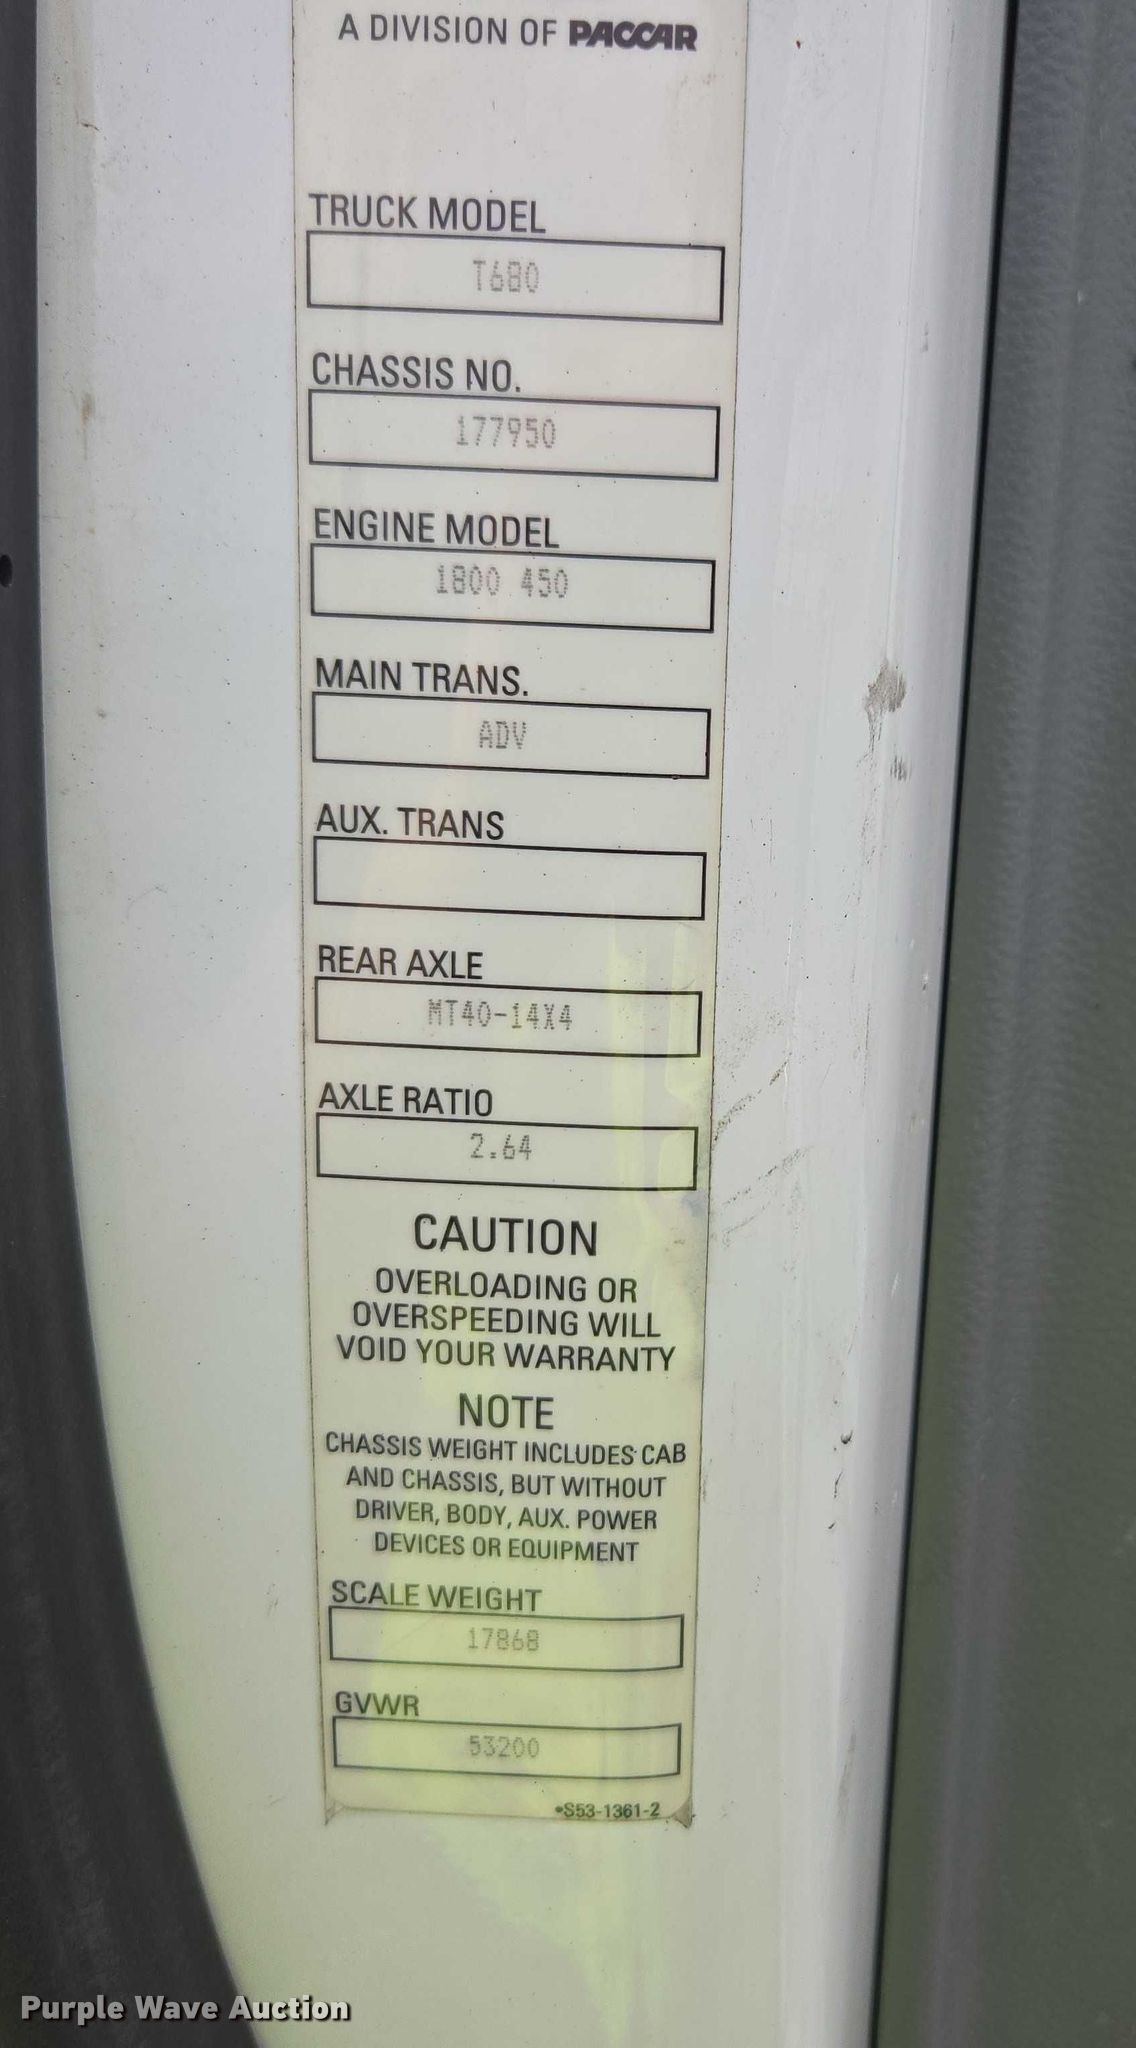 A DIVISION OF PACCAR
TRUCK MODEL
T680
CHASSIS NO.
177950
ENGINE MODEL
1800 450
MAIN TRANS.
ADV
AUX. TRANS
REAR AXLE
MT40-14X4
AXLE RATIO
2.64
CAUTION
OVERLOADING OR
OVERSPEEDING WILL
VOID YOUR WARRANTY
NOTE
CHASSIS WEIGHT INCLUDES CAB
AND CHASSIS, BUT WITHOUT
DRIVER, BODY, AUX. POWER
DEVICES OR EQUIPMENT
SCALE WEIGHT
17868
GVWR
53200
•S53-1361-2
Purple Wave Auction